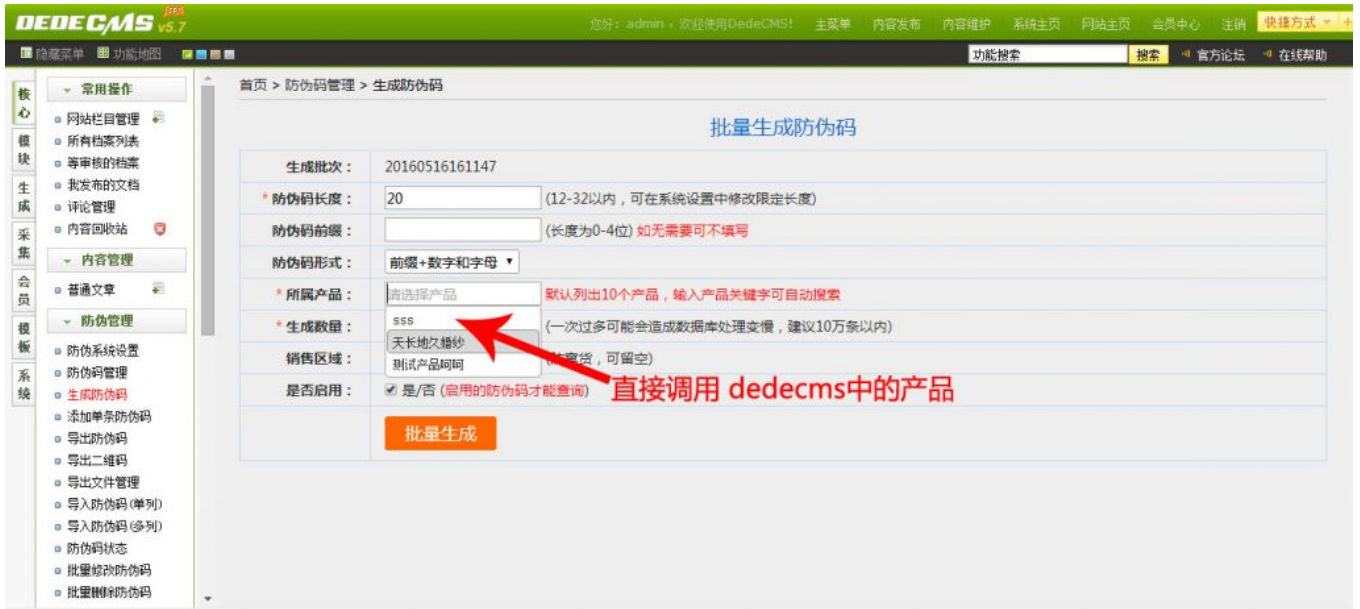 DEDECMS v5.7
您好：admin，欢迎使用DedeCMS! 主菜单 内容发布 内容维护 系统主页 网站主页 会员中心 注销 快捷方式
隐藏菜单 功能地图 功能搜索 搜索 官方论坛 在线帮助
核心
模块
生成
采集
会员
模板
系统
常用操作
网站栏目管理
所有档案列表
等审核的档案
我发布的文档
评论管理
内容回收站
内容管理
普通文章
防伪管理
防伪系统设置
防伪码管理
生成防伪码
添加单条防伪码
导出防伪码
导出二维码
导出文件管理
导入防伪码(单列)
导入防伪码(多列)
防伪码状态
批量修改防伪码
批量删除防伪码
首页 > 防伪码管理 > 生成防伪码
批量生成防伪码
生成批次： 20160516161147
* 防伪码长度： 20 (12-32以内，可在系统设置中修改限定长度)
防伪码前缀： (长度为0-4位) 如无需要可不填写
防伪码形式： 前缀+数字和字母
* 所属产品： 请选择产品 默认列出10个产品，输入产品关键字可自动搜索
sss
天长地久婚纱
测试产品呵呵
* 生成数量： (一次过多可能会造成数据库处理变慢，建议10万条以内)
销售区域： 窜货，可留空)
是否启用： 是/否 (启用的防伪码才能查询)
直接调用 dedecms中的产品
批量生成